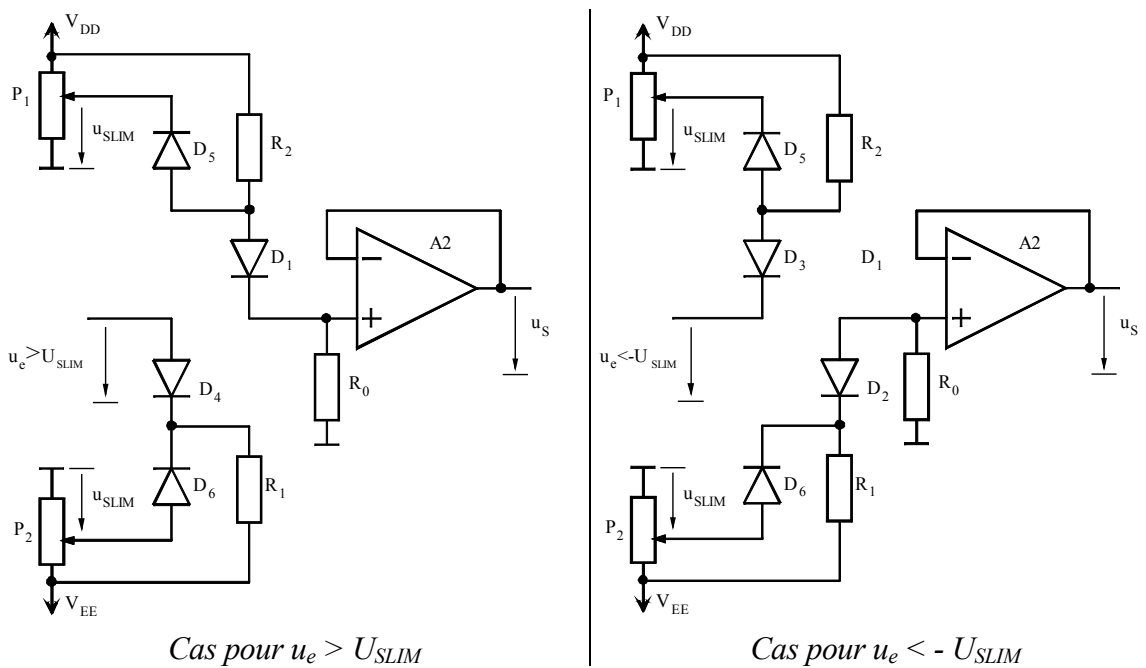 V_DD
P_1
u_SLIM
D_5
R_2
D_1
A2
u_S
u_e>U_SLIM
D_4
R_0
u_SLIM
D_6
R_1
P_2
V_EE
Cas pour u_e > U_SLIM
V_DD
P_1
u_SLIM
D_5
R_2
D_3
D_1
A2
u_S
u_e<-U_SLIM
D_2
R_0
u_SLIM
D_6
R_1
P_2
V_EE
Cas pour u_e < - U_SLIM